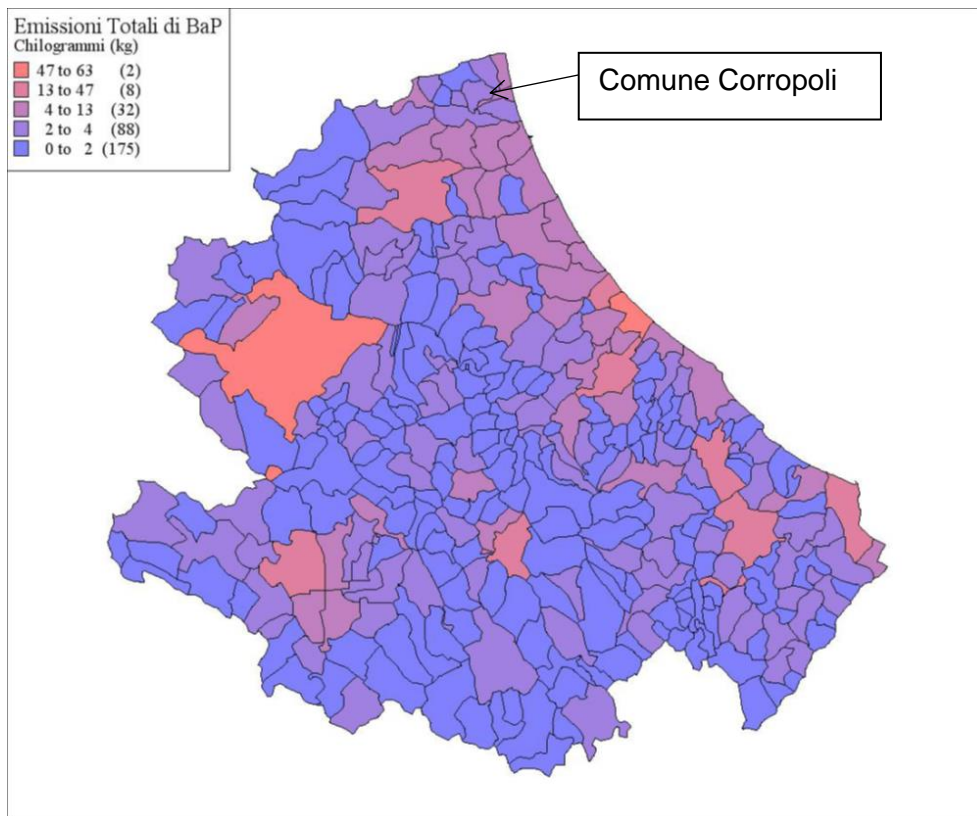 Emissioni Totali di BaP
Chilogrammi (kg)
47 to 63 (2)
13 to 47 (8)
4 to 13 (32)
2 to 4 (88)
0 to 2 (175)
Comune Corropoli